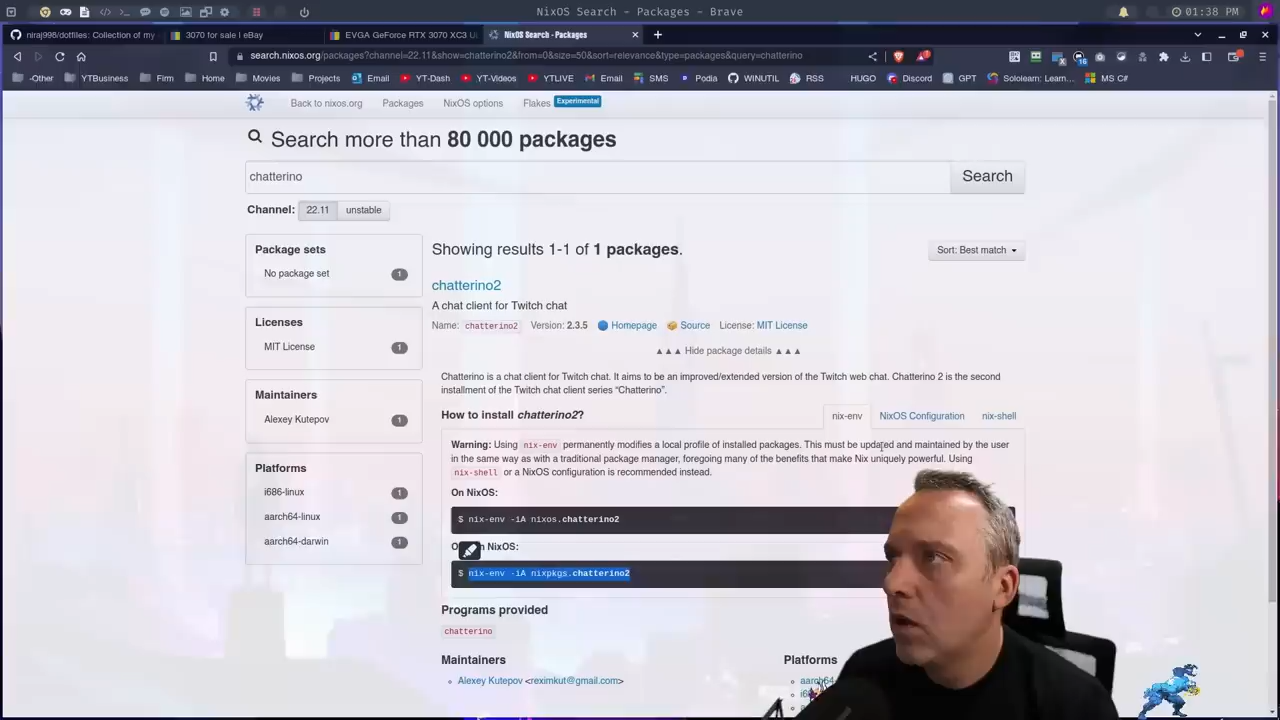 NixOS Search - Packages - Brave
01:38 PM
niraj998/dotfiles: Collection of my
3070 for sale | eBay
EVGA GeForce RTX 3070 XC3 Ul
NixOS Search - Packages
search.nixos.org/packages?channel=22.11&show=chatterino2&from=0&size=50&sort=relevance&type=packages&query=chatterino
-Other
YTBusiness
Firm
Home
Movies
Projects
Email
YT-Dash
YT-Videos
YTLIVE
Email
SMS
Podia
WINUTIL
RSS
HUGO
Discord
GPT
Sololearn: Learn...
MS C#
Back to nixos.org
Packages
NixOS options
Flakes
Experimental
Search more than 80 000 packages
chatterino
Search
Channel:
22.11
unstable
Package sets
No package set
1
Licenses
MIT License
1
Maintainers
Alexey Kutepov
1
Platforms
i686-linux
1
aarch64-linux
1
aarch64-darwin
1
Showing results 1-1 of 1 packages.
Sort: Best match
chatterino2
A chat client for Twitch chat
Name: chatterino2 Version: 2.3.5 Homepage Source License: MIT License
▲▲▲ Hide package details ▲▲▲
Chatterino is a chat client for Twitch chat. It aims to be an improved/extended version of the Twitch web chat. Chatterino 2 is the second
installment of the Twitch chat client series “Chatterino”.
How to install chatterino2?
nix-env
NixOS Configuration
nix-shell
Warning: Using nix-env permanently modifies a local profile of installed packages. This must be updated and maintained by the user
in the same way as with a traditional package manager, foregoing many of the benefits that make Nix uniquely powerful. Using
nix-shell or a NixOS configuration is recommended instead.
On NixOS:
$ nix-env -iA nixos.chatterino2
NixOS:
$ nix-env -iA nixpkgs.chatterino2
Programs provided
chatterino
Maintainers
Alexey Kutepov <reximkut@gmail.com>
Platforms
aarch64-